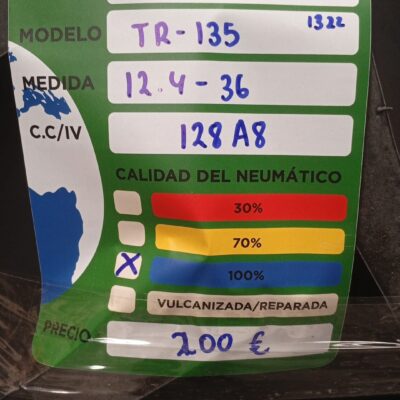 MODELO TR-135 1322
MEDIDA 12.4-36
C.C/IV 128 A8
CALIDAD DEL NEUMÁTICO
30%
70%
X 100%
VULCANIZADA/REPARADA
PRECIO 200 €